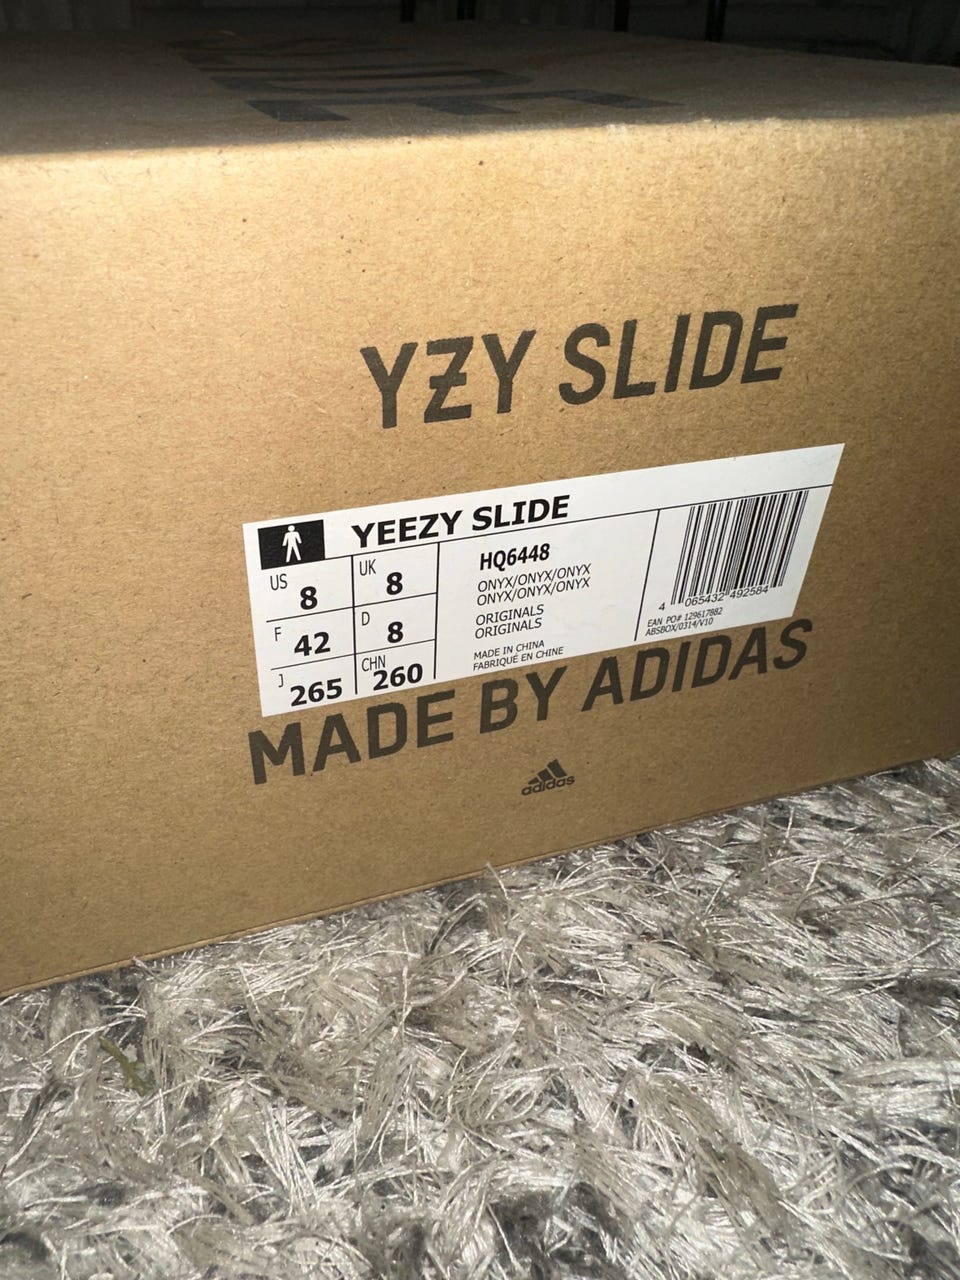 YZY SLIDE
YEEZY SLIDE
US 8
UK 8
F 42
D 8
J 265
CHN 260
HQ6448
ONYX/ONYX/ONYX
ONYX/ONYX/ONYX
ORIGINALS
ORIGINALS
MADE IN CHINA
FABRIQUÉ EN CHINE
4 065432 492584
EAN PO# 129617882
ABSBOX/0314/V10
MADE BY ADIDAS
adidas